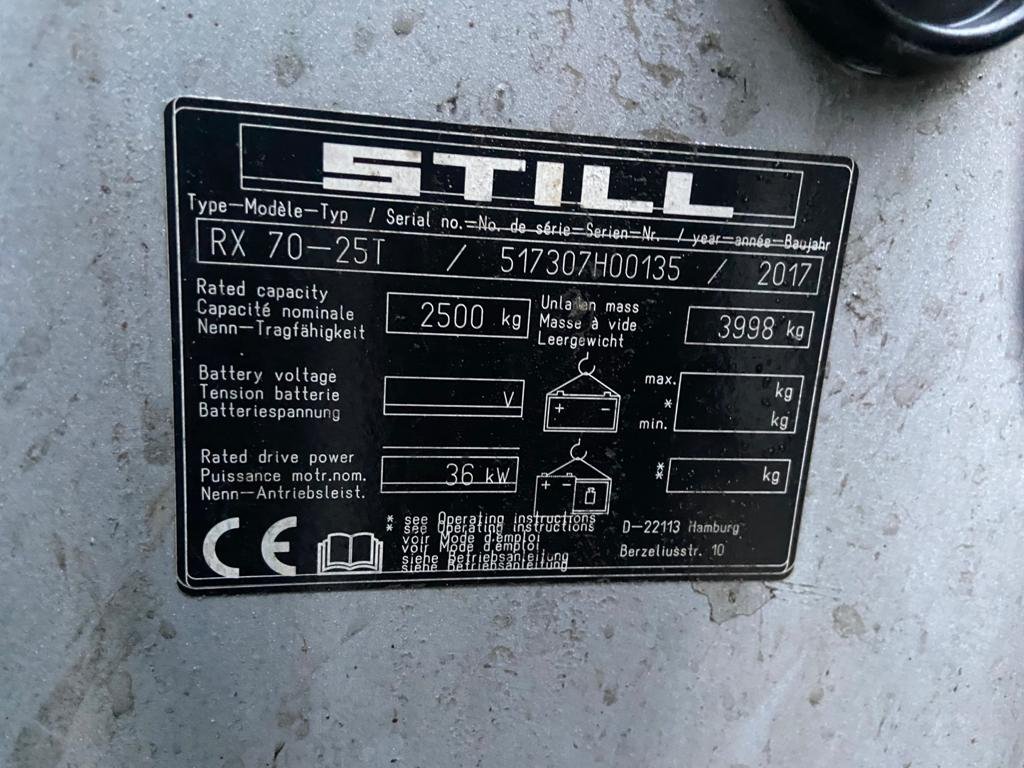 STILL
Type-Modèle-Typ / Serial no.=No. de série-Serien-Nr. / year-année-Baujahr
RX 70-25T / 517307H00135 / 2017
Rated capacity
Capacité nominale
Nenn-Tragfähigkeit
2500 kg
Unla en mass
Masse à vide
Leergewicht
3998 kg
Battery voltage
Tension batterie
Batteriespannung
V
+ -
max. kg
*
min. kg
Rated drive power
Puissance motr.nom.
Nenn-Antriebsleist.
36 kW
+ -
** kg
CE
* see Operating instructions
* see Operating instructions
voir Mode d'emploi
voir Mode d'emploi
siehe Betriebsanleitung
siehe Betriebsanleitung
D-22113 Hamburg
Berzeliusstr. 10